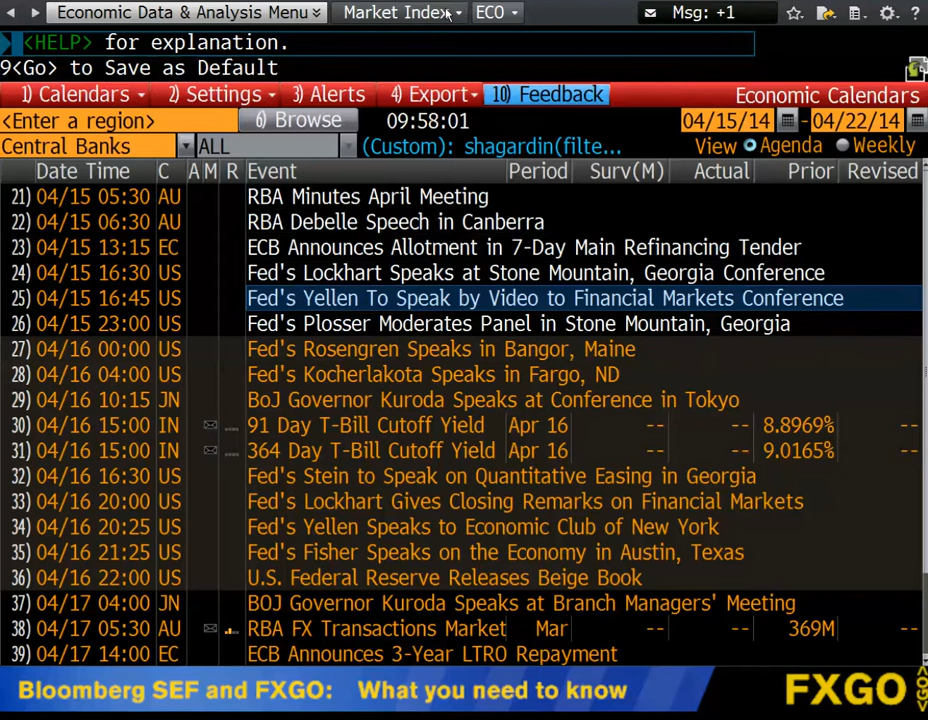 Economic Data & Analysis Menu Market Index ECO Msg: +1 ?
<HELP> for explanation.
9<Go> to Save as Default
1) Calendars 2) Settings 3) Alerts 4) Export 10) Feedback Economic Calendars
<Enter a region> 6) Browse 09:58:01 04/15/14 - 04/22/14
Central Banks ALL (Custom): shagardin(filte... View Agenda Weekly
Date Time C A M R Event Period Surv(M) Actual Prior Revised
21) 04/15 05:30 AU RBA Minutes April Meeting
22) 04/15 06:30 AU RBA Debelle Speech in Canberra
23) 04/15 13:15 EC ECB Announces Allotment in 7-Day Main Refinancing Tender
24) 04/15 16:30 US Fed's Lockhart Speaks at Stone Mountain, Georgia Conference
25) 04/15 16:45 US Fed's Yellen To Speak by Video to Financial Markets Conference
26) 04/15 23:00 US Fed's Plosser Moderates Panel in Stone Mountain, Georgia
27) 04/16 00:00 US Fed's Rosengren Speaks in Bangor, Maine
28) 04/16 04:00 US Fed's Kocherlakota Speaks in Fargo, ND
29) 04/16 10:15 JN BoJ Governor Kuroda Speaks at Conference in Tokyo
30) 04/16 15:00 IN 91 Day T-Bill Cutoff Yield Apr 16 -- -- 8.8969% --
31) 04/16 15:00 IN 364 Day T-Bill Cutoff Yield Apr 16 -- -- 9.0165% --
32) 04/16 16:30 US Fed's Stein to Speak on Quantitative Easing in Georgia
33) 04/16 20:00 US Fed's Lockhart Gives Closing Remarks on Financial Markets
34) 04/16 20:25 US Fed's Yellen Speaks to Economic Club of New York
35) 04/16 21:25 US Fed's Fisher Speaks on the Economy in Austin, Texas
36) 04/16 22:00 US U.S. Federal Reserve Releases Beige Book
37) 04/17 04:00 JN BOJ Governor Kuroda Speaks at Branch Managers' Meeting
38) 04/17 05:30 AU RBA FX Transactions Market Mar -- -- 369M --
39) 04/17 14:00 EC ECB Announces 3-Year LTRO Repayment
Bloomberg SEF and FXGO: What you need to know FXGO